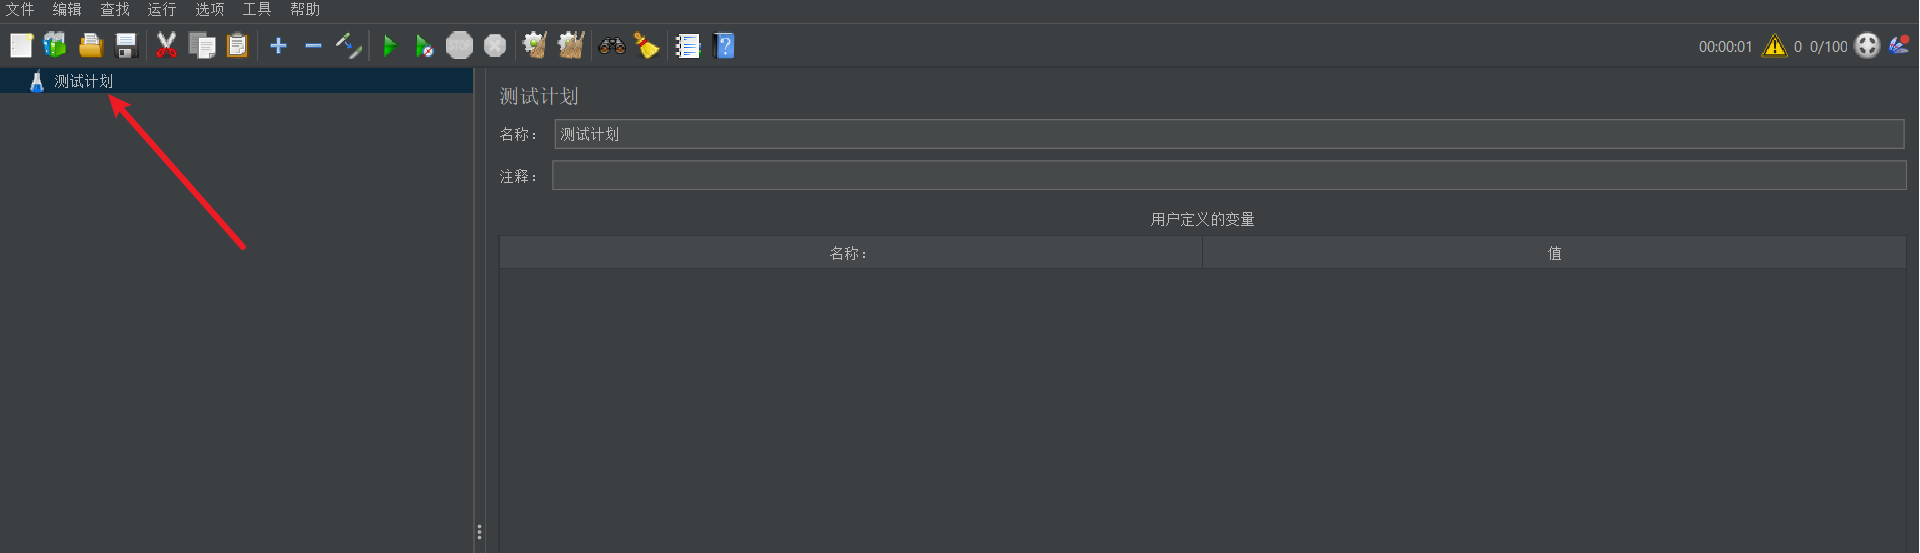 文件 编辑 查找 运行 选项 工具 帮助
STOP
00:00:01 0 0/100
测试计划
测试计划
名称： 测试计划
注释：
用户定义的变量
名称： 值